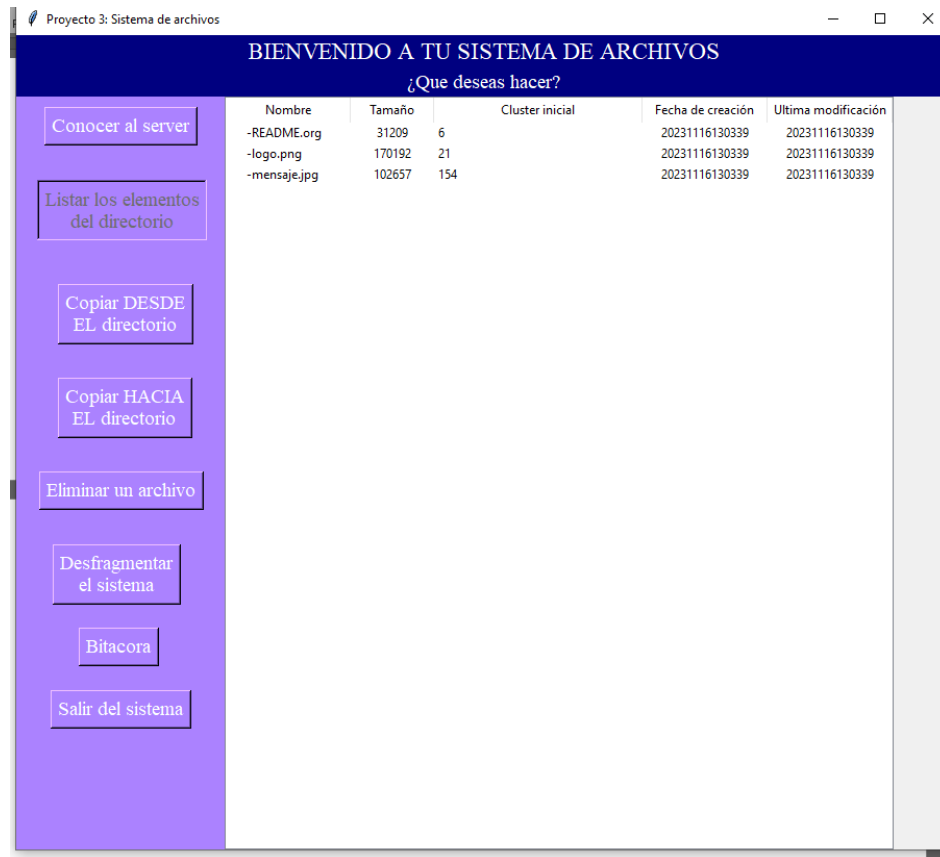 Proyecto 3: Sistema de archivos
BIENVENIDO A TU SISTEMA DE ARCHIVOS
¿Que deseas hacer?
Conocer al server
Listar los elementos
del directorio
Copiar DESDE
EL directorio
Copiar HACIA
EL directorio
Eliminar un archivo
Desfragmentar
el sistema
Bitacora
Salir del sistema
Nombre Tamaño Cluster inicial Fecha de creación Ultima modificación
-README.org 31209 6 20231116130339 20231116130339
-logo.png 170192 21 20231116130339 20231116130339
-mensaje.jpg 102657 154 20231116130339 20231116130339